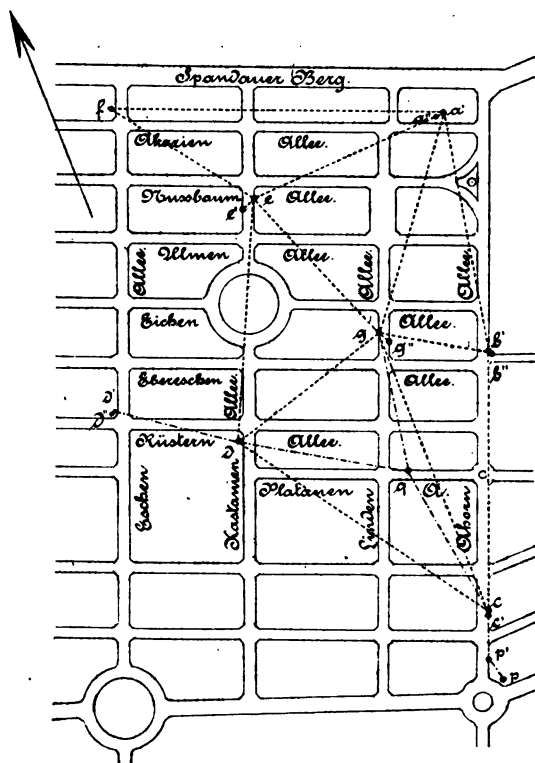 Spandauer Berg.
f
a' a
Akazien Allee.
Nussbaum Allee.
e' e
Ulmen Allee.
Allee. Allee. Allee.
Eichen Allee.
g' g"
b'
b"
Ebereschen Allee.
Allee.
D'
D"
D
Rüstern Allee.
Platanen A.
q
Eschen
Kastanien
Linden
Ahorn
c
c'
p'
p